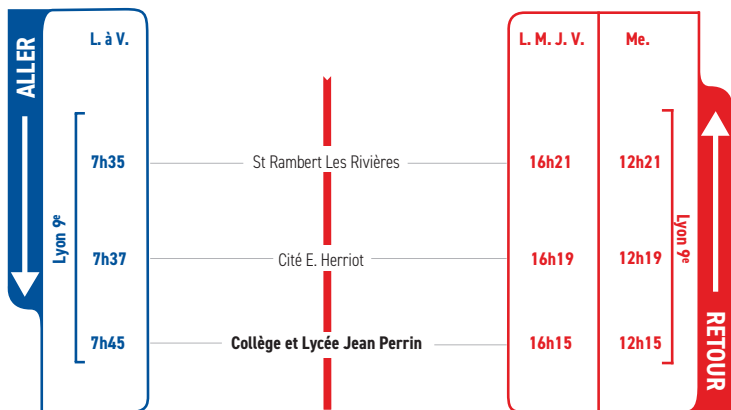 ALLER
L. à V.
L. M. J. V.
Me.
Lyon 9e
7h35
St Rambert Les Rivières
16h21
12h21
7h37
Cité E. Herriot
16h19
12h19
Lyon 9e
7h45
Collège et Lycée Jean Perrin
16h15
12h15
RETOUR